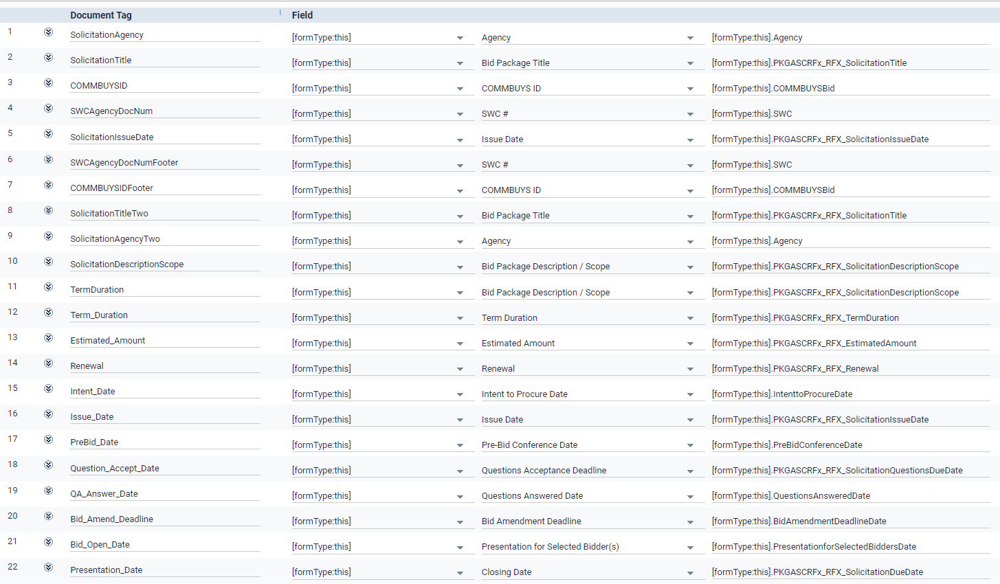 Document Tag Field
1 SolicitationAgency [formType:this] Agency [formType:this].Agency
2 SolicitationTitle [formType:this] Bid Package Title [formType:this].PKGASCRFx_RFX_SolicitationTitle
3 COMMBUYSID [formType:this] COMMBUYS ID [formType:this].COMMBUYSBid
4 SWCAgencyDocNum [formType:this] SWC # [formType:this].SWC
5 SolicitationIssueDate [formType:this] Issue Date [formType:this].PKGASCRFx_RFX_SolicitationIssueDate
6 SWCAgencyDocNumFooter [formType:this] SWC # [formType:this].SWC
7 COMMBUYSIDFooter [formType:this] COMMBUYS ID [formType:this].COMMBUYSBid
8 SolicitationTitleTwo [formType:this] Bid Package Title [formType:this].PKGASCRFx_RFX_SolicitationTitle
9 SolicitationAgencyTwo [formType:this] Agency [formType:this].Agency
10 SolicitationDescriptionScope [formType:this] Bid Package Description / Scope [formType:this].PKGASCRFx_RFX_SolicitationDescriptionScope
11 TermDuration [formType:this] Bid Package Description / Scope [formType:this].PKGASCRFx_RFX_SolicitationDescriptionScope
12 Term_Duration [formType:this] Term Duration [formType:this].PKGASCRFx_RFX_TermDuration
13 Estimated_Amount [formType:this] Estimated Amount [formType:this].PKGASCRFx_RFX_EstimatedAmount
14 Renewal [formType:this] Renewal [formType:this].PKGASCRFx_RFX_Renewal
15 Intent_Date [formType:this] Intent to Procure Date [formType:this].IntenttoProcureDate
16 Issue_Date [formType:this] Issue Date [formType:this].PKGASCRFx_RFX_SolicitationIssueDate
17 PreBid_Date [formType:this] Pre-Bid Conference Date [formType:this].PreBidConferenceDate
18 Question_Accept_Date [formType:this] Questions Acceptance Deadline [formType:this].PKGASCRFx_RFX_SolicitationQuestionsDueDate
19 QA_Answer_Date [formType:this] Questions Answered Date [formType:this].QuestionsAnsweredDate
20 Bid_Amend_Deadline [formType:this] Bid Amendment Deadline [formType:this].BidAmendmentDeadlineDate
21 Bid_Open_Date [formType:this] Presentation for Selected Bidder(s) [formType:this].PresentationforSelectedBiddersDate
22 Presentation_Date [formType:this] Closing Date [formType:this].PKGASCRFx_RFX_SolicitationDueDate